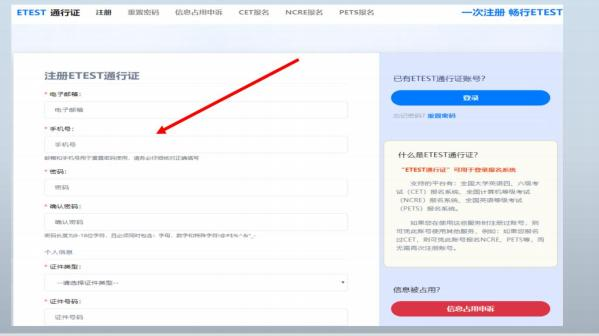 ETEST 通行证 注册 重置密码 信息占用申诉 CET报名 NCRE报名 PETS报名
一次注册 畅行ETEST
注册ETEST通行证
* 电子邮箱:
电子邮箱
* 手机号:
手机号
邮箱和手机号用于重置密码使用，请务必仔细核对正确填写
* 密码:
密码
* 确认密码:
确认密码
密码长度为8-18位字符，且必须同时包含：字母、数字和特殊字符!@#$%^&*_-
个人信息
* 证件类型:
--请选择证件类型--
* 证件号码:
证件号码
已有ETEST通行证账号?
登录
忘记密码? 重置密码
什么是ETEST通行证?
“ETEST通行证” 可用于登录报名系统
支持的平台有：全国大学英语四、六级考
试（CET）报名系统、全国计算机等级考试
（NCRE）报名系统、全国英语等级考试
（PETS）报名系统。
如果您在使用这些服务时注册过账号，则
可凭此账号使用其他服务，例如：如果您报名
过CET，则可凭此账号报名NCRE、PETS等，而
无需再次注册账号。
信息被占用?
信息占用申诉